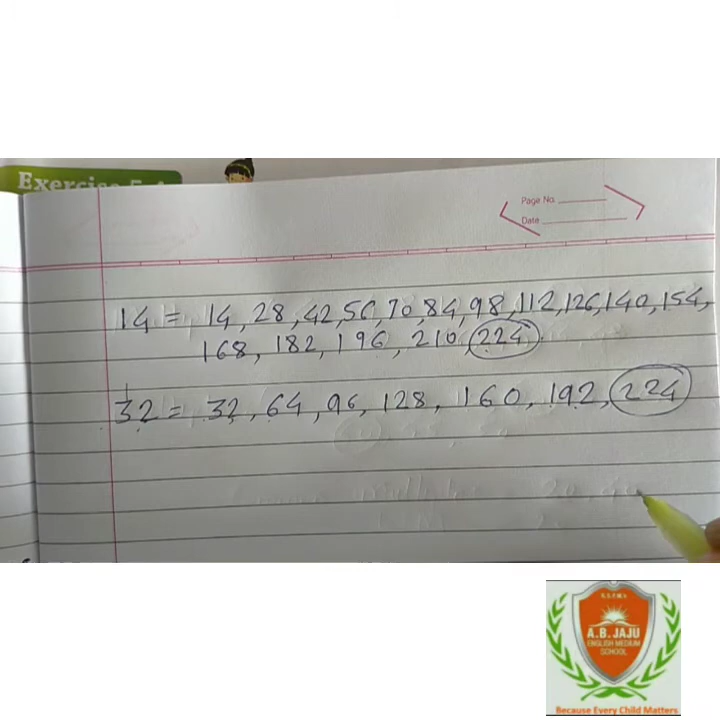 Exercise
Page No.
Date
14 = 14, 28, 42, 56, 70, 84, 98, 112, 126, 140, 154,
168, 182, 196, 210, 224
1
32 = 32, 64, 96, 128, 160, 192, 224
A.B. JAJU
ENGLISH MEDIUM
SCHOOL
Because Every Child Matters